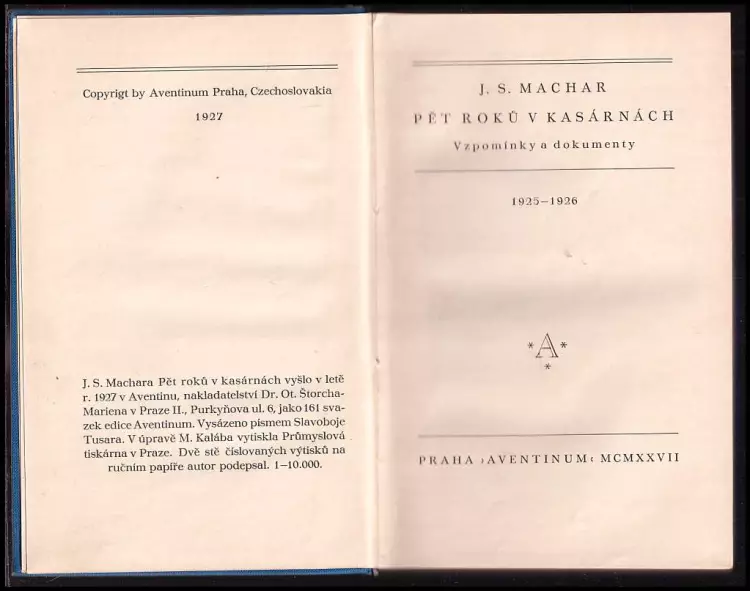 Copyrigt by Aventinum Praha, Czechoslovakia
1927
J. S. Machara Pět roků v kasárnách vyšlo v letě
r. 1927 v Aventinu, nakladatelství Dr. Ot. Štorcha-
Mariena v Praze II., Purkyňova ul. 6, jako 161 sva-
zek edice Aventinum. Vysázeno písmem Slavoboje
Tusara. V úpravě M. Kalába vytiskla Průmyslová
tiskárna v Praze. Dvě stě číslovaných výtisků na
ručním papíře autor podepsal. 1–10.000.
J. S. MACHAR
PĚT ROKŮ V KASÁRNÁCH
Vzpomínky a dokumenty
1925–1926
* A *
*
PRAHA ›AVENTINUM‹ MCMXXVII